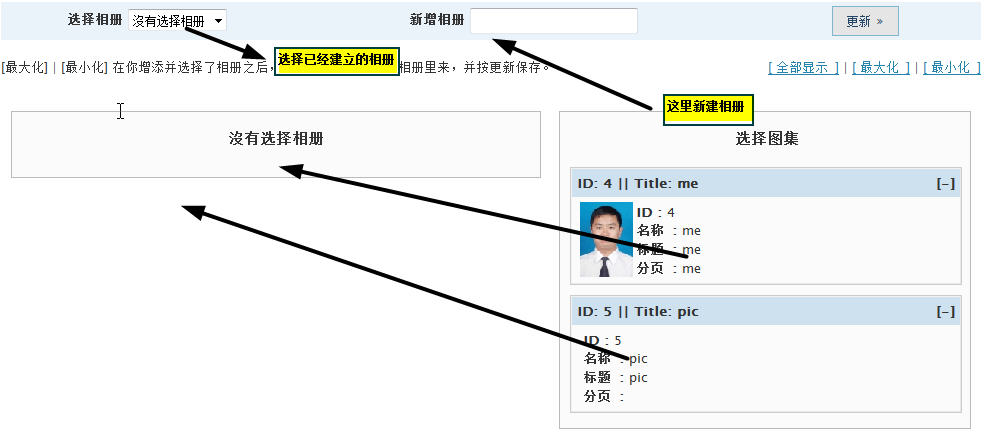 选择相册 沒有选择相册 新增相册 更新 »
选择已经建立的相册
[最大化] | [最小化] 在你增添并选择了相册之后, 相册里来，并按更新保存。 [ 全部显示 ] | [ 最大化 ] | [ 最小化 ]
这里新建相册
沒有选择相册
选择图集
ID: 4 || Title: me [-]
ID : 4
名称 : me
标题 : me
分页 : me
ID: 5 || Title: pic [-]
ID : 5
名称 : pic
标题 : pic
分页 :